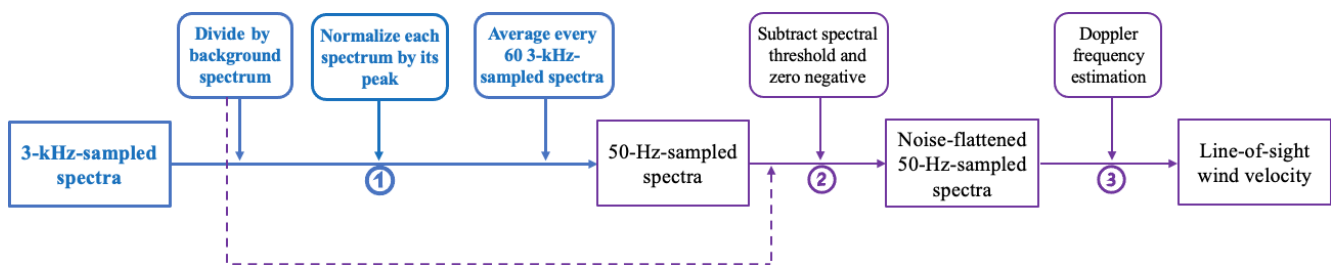 Divide by
background
spectrum
Normalize each
spectrum by its
peak
Average every
60 3-kHz-
sampled spectra
Subtract spectral
threshold and
zero negative
Doppler
frequency
estimation
3-kHz-sampled
spectra
1
50-Hz-sampled
spectra
2
Noise-flattened
50-Hz-sampled
spectra
3
Line-of-sight
wind velocity